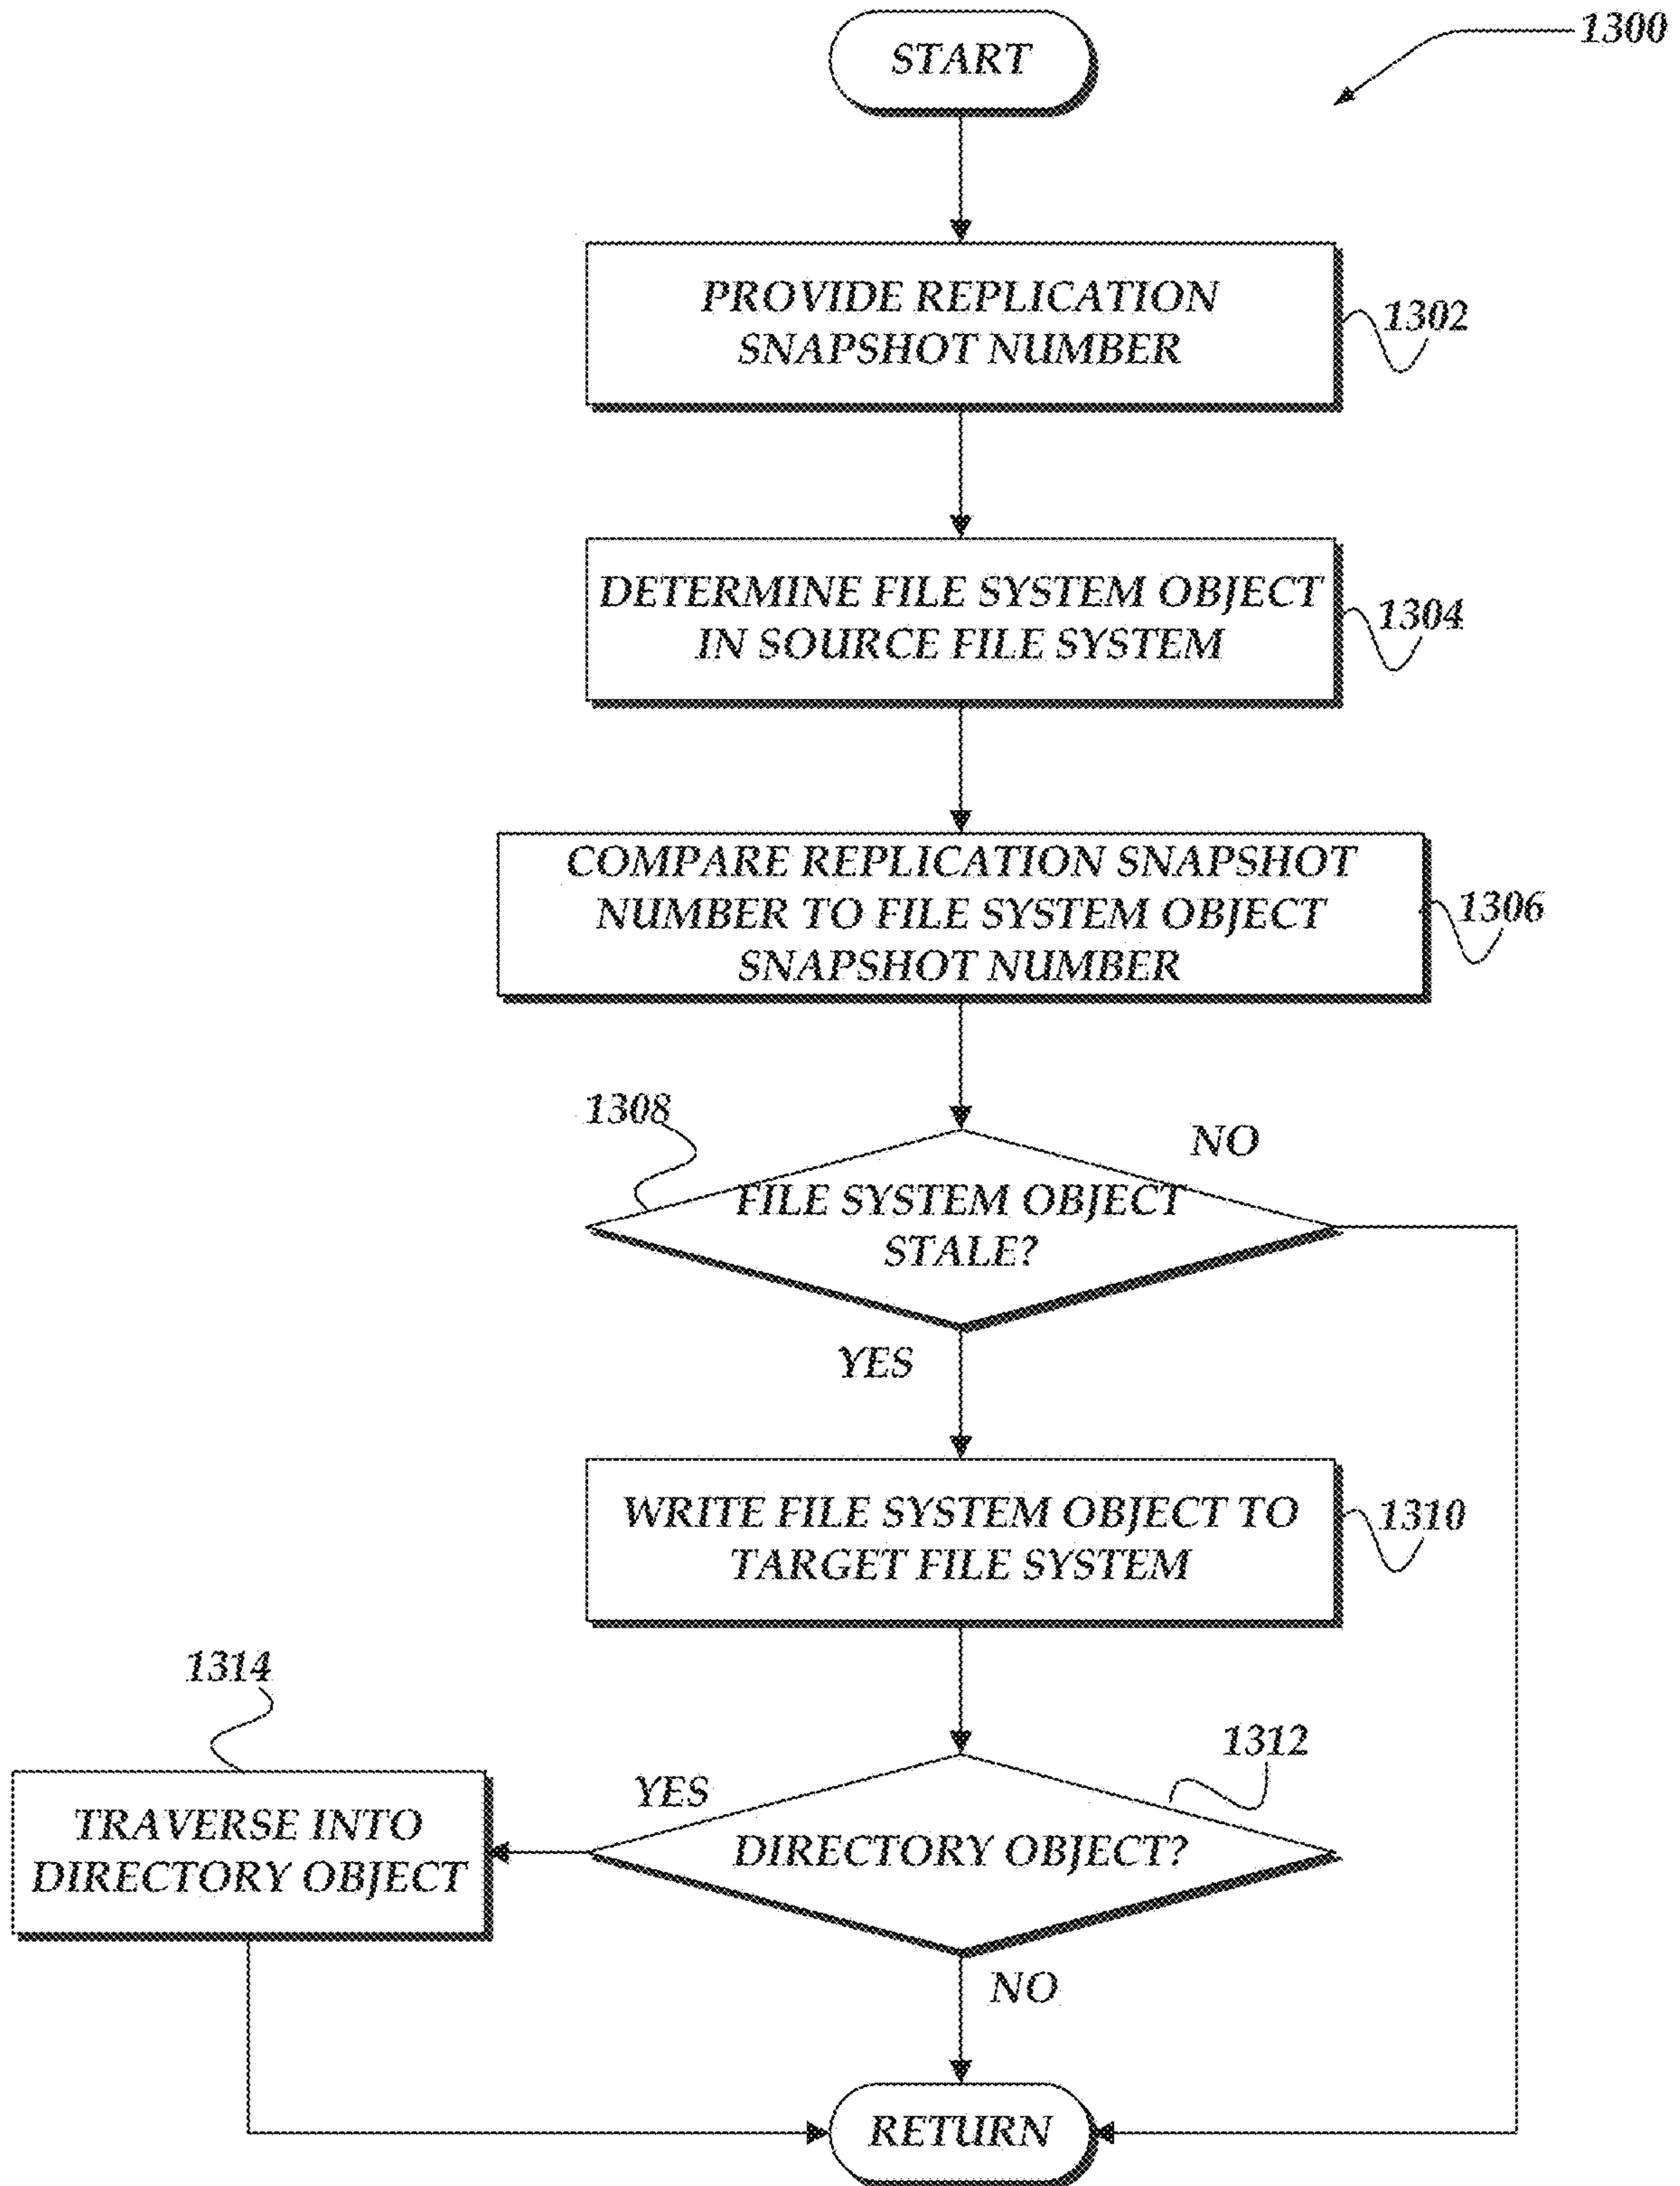 1300
START
PROVIDE REPLICATION
SNAPSHOT NUMBER
1302
DETERMINE FILE SYSTEM OBJECT
IN SOURCE FILE SYSTEM
1304
COMPARE REPLICATION SNAPSHOT
NUMBER TO FILE SYSTEM OBJECT
SNAPSHOT NUMBER
1306
1308
NO
FILE SYSTEM OBJECT
STALE?
YES
WRITE FILE SYSTEM OBJECT TO
TARGET FILE SYSTEM
1310
1314
1312
YES
TRAVERSE INTO
DIRECTORY OBJECT
DIRECTORY OBJECT?
NO
RETURN